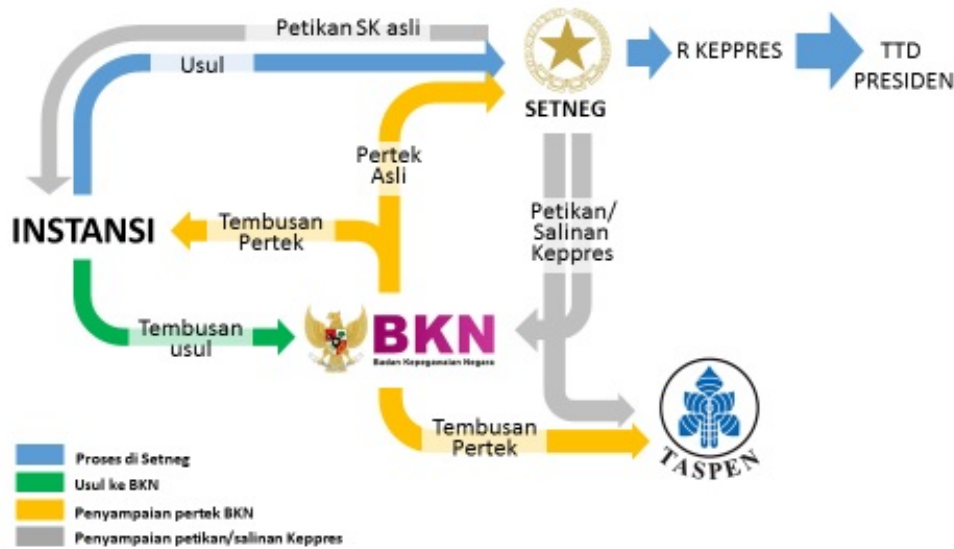 Petikan SK asli
Usul
SETNEG
R KEPPRES
TTD
PRESIDEN
Pertek
Asli
INSTANSI
Tembusan
Pertek
Petikan/
Salinan
Keppres
Tembusan
usul
BKN
Badan Kepegawaian Negara
Tembusan
Pertek
TASPEN
Proses di Setneg
Usul ke BKN
Penyampaian pertek BKN
Penyampaian petikan/salinan Keppres